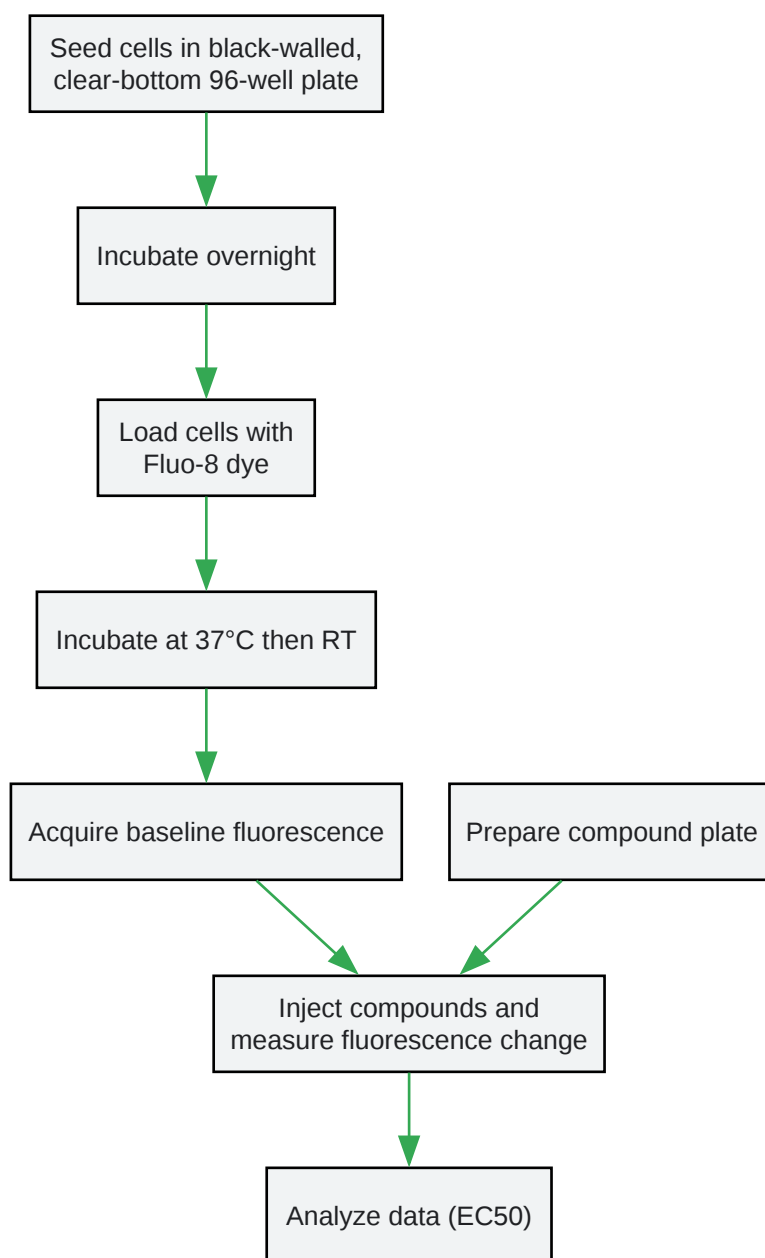 Seed cells in black-walled,
clear-bottom 96-well plate
Incubate overnight
Load cells with
Fluo-8 dye
Incubate at 37°C then RT
Acquire baseline fluorescence
Prepare compound plate
Inject compounds and
measure fluorescence change
Analyze data (EC50)